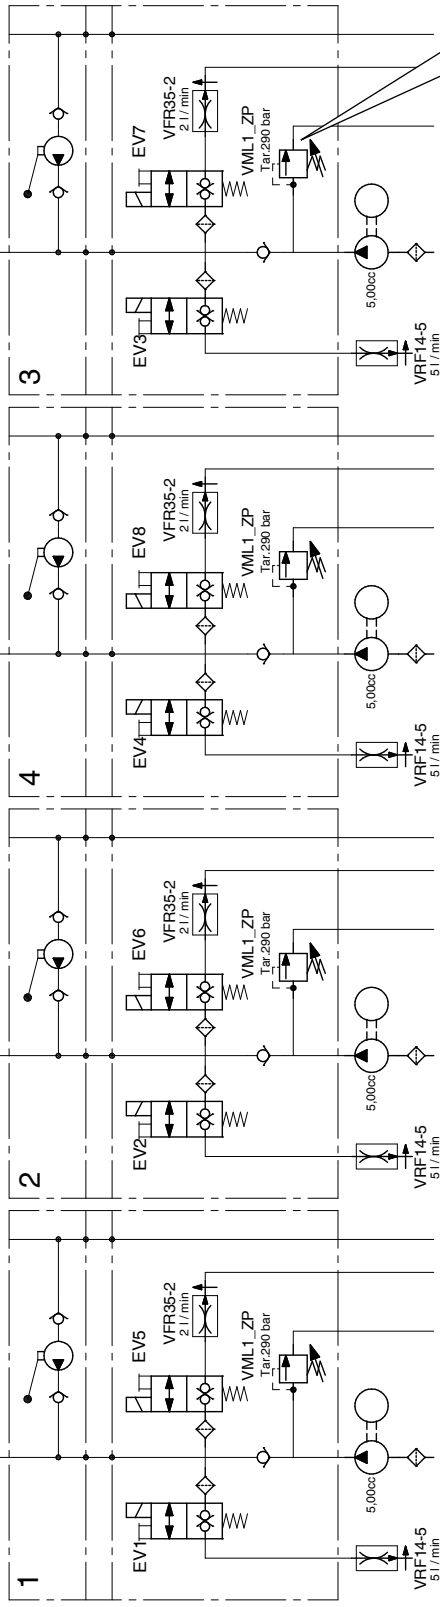 1
EV1
EV5
VFR35-2
2 l / min
VML1_ZP
Tar.290 bar
5,00cc
VRF14-5
5 l / min
2
EV2
EV6
VFR35-2
2 l / min
VML1_ZP
Tar.290 bar
5,00cc
VRF14-5
5 l / min
4
EV4
EV8
VFR35-2
2 l / min
VML1_ZP
Tar.290 bar
5,00cc
VRF14-5
5 l / min
3
EV3
EV7
VFR35-2
2 l / min
VML1_ZP
Tar.290 bar
5,00cc
VRF14-5
5 l / min